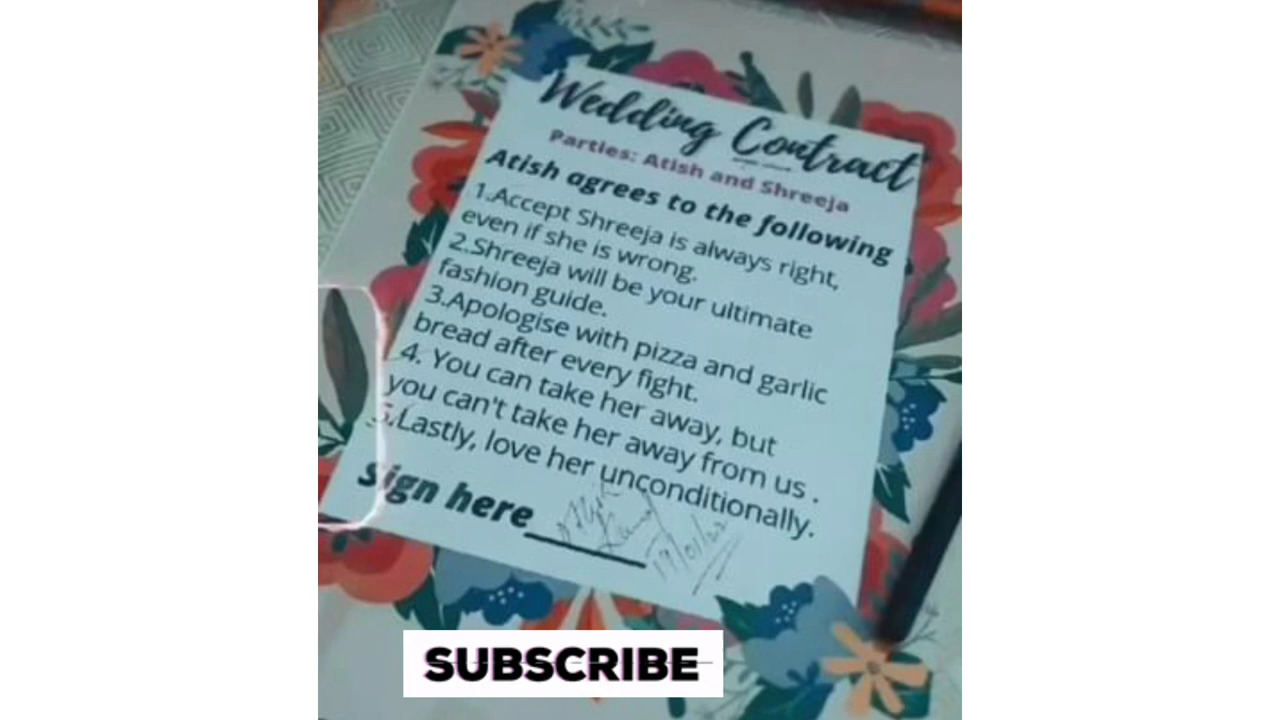 Wedding Contract
Parties: Atish and Shreeja
Atish agrees to the following
1.Accept Shreeja is always right,
even if she is wrong.
2.Shreeja will be your ultimate
fashion guide.
3.Apologise with pizza and garlic
bread after every fight.
4. You can take her away, but
you can't take her away from us .
5.Lastly, love her unconditionally.
Sign here
SUBSCRIBE